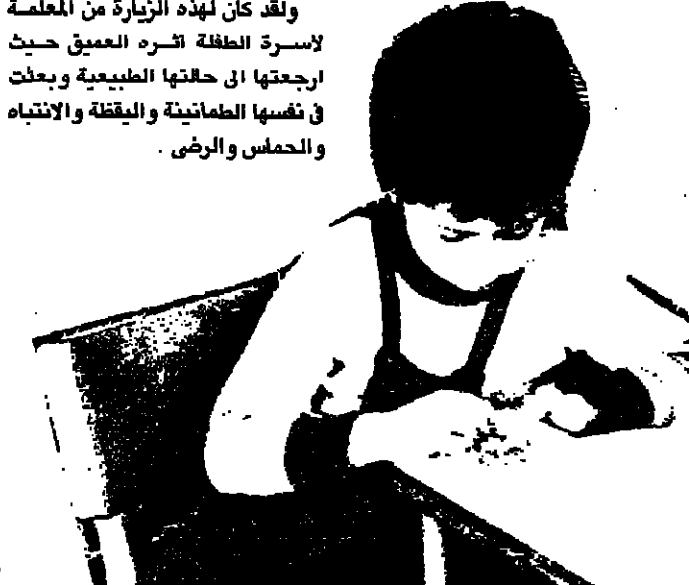 ولقد كان لهذه الزيارة من المعلمة
لاسرة الطفلة اثره العميق حيث
ارجعتها الى حالتها الطبيعية وبعثت
في نفسها الطمانينة واليقظة والانتباه
والحماس والرضى .